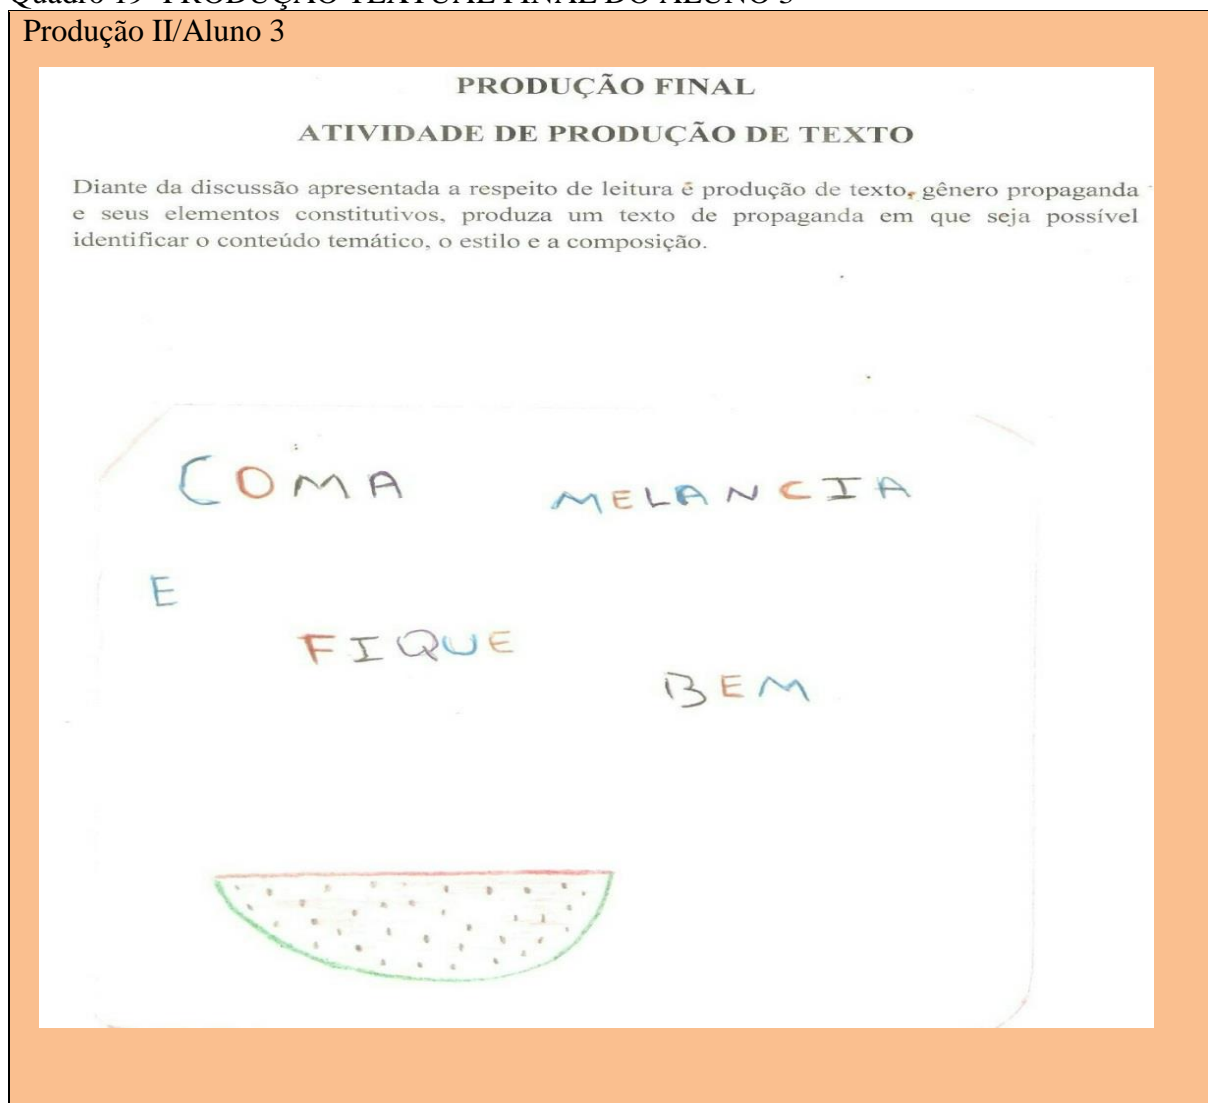 Quadro 19- PRODUÇÃO TEXTUAL FINAL DO ALUNO 3
Produção II/Aluno 3
PRODUÇÃO FINAL
ATIVIDADE DE PRODUÇÃO DE TEXTO
Diante da discussão apresentada a respeito de leitura é produção de texto, gênero propaganda
e seus elementos constitutivos, produza um texto de propaganda em que seja possível
identificar o conteúdo temático, o estilo e a composição.
COMA MELANCIA
E
FIQUE
BEM